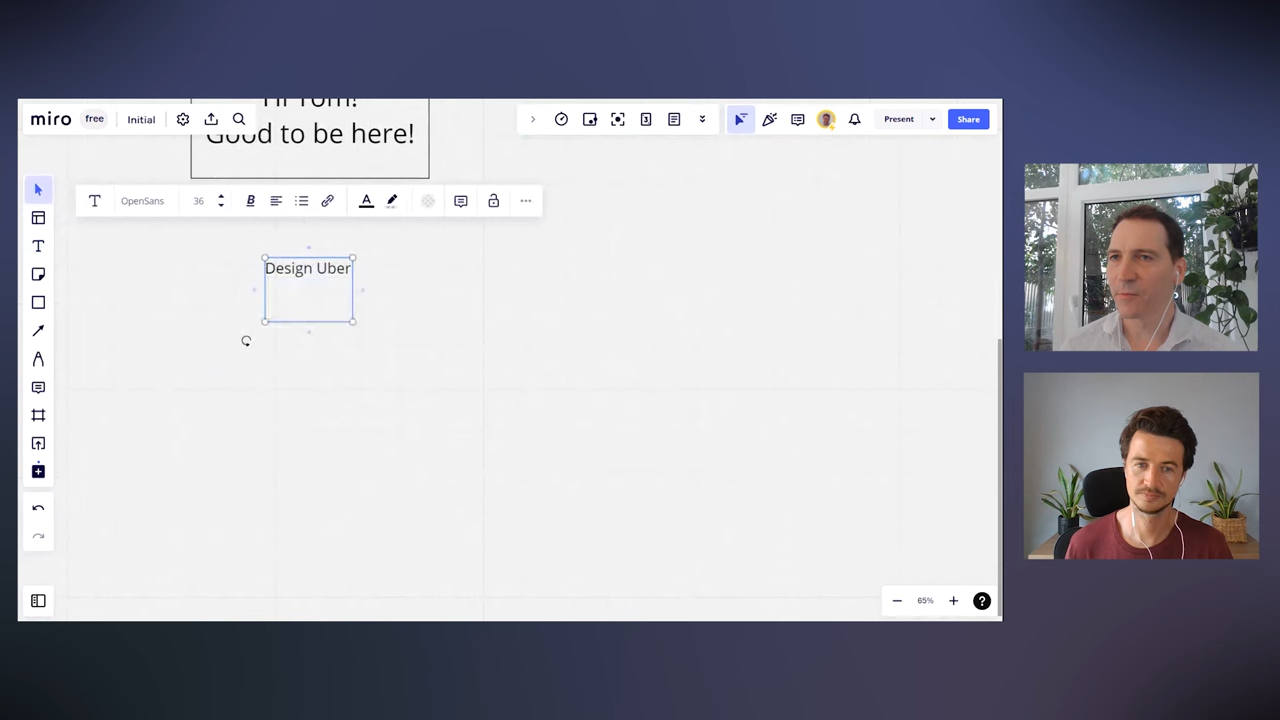 Hi Tom!
miro free Initial
Present
Share
Good to be here!
OpenSans 36
Design Uber
65%